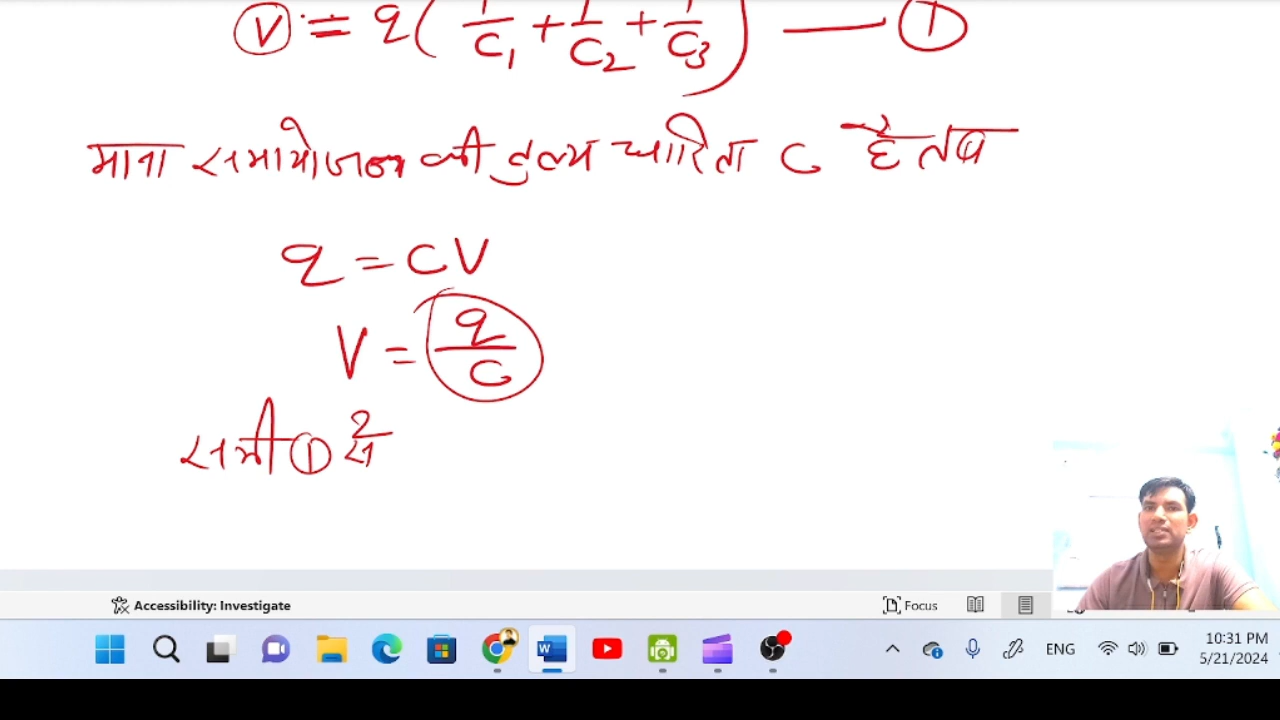 V = q( 1/C₁ + 1/C₂ + 1/C₃ ) — ①
माना समायोजन की तुल्य धारिता C है तब
q = CV
V = q/C
समी ① से
Accessibility: Investigate
Focus
W
ENG
10:31 PM
5/21/2024